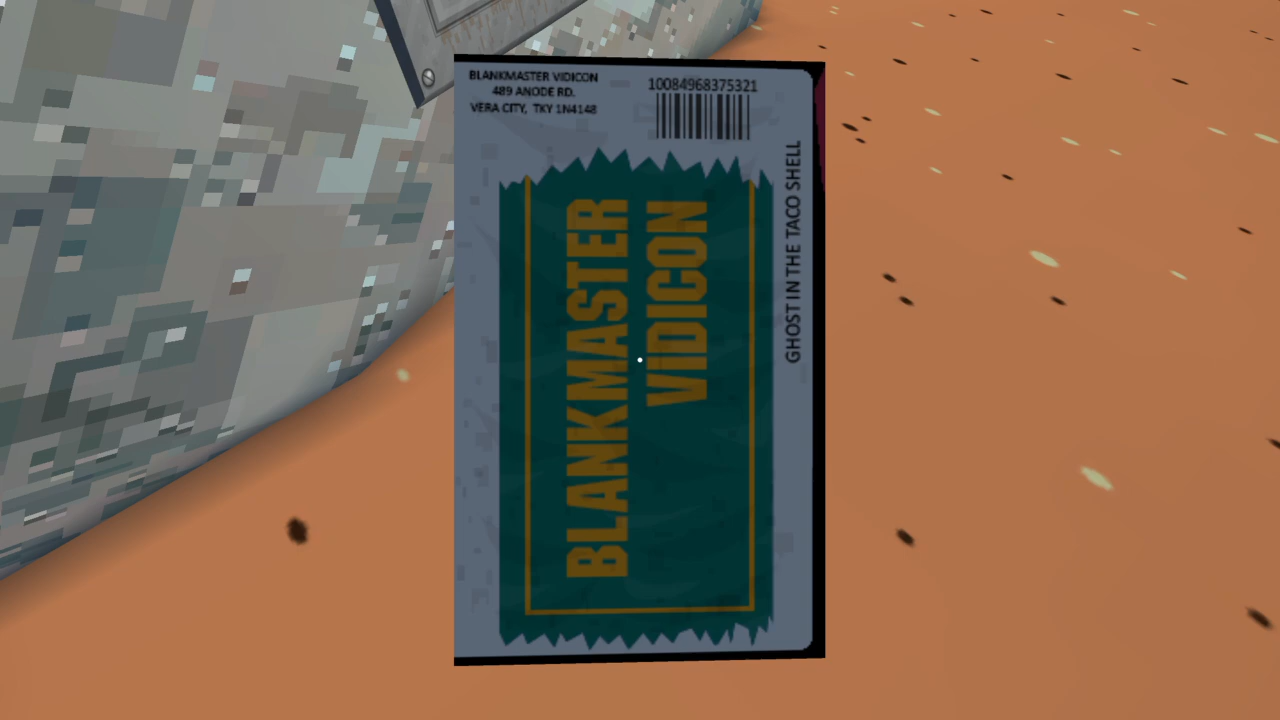 BLANKMASTER VIDICON
489 ANODE RD.
VERA CITY, TKY 1N4148
10084968375321
GHOST IN THE TACO SHELL
BLANKMASTER
VIDICON